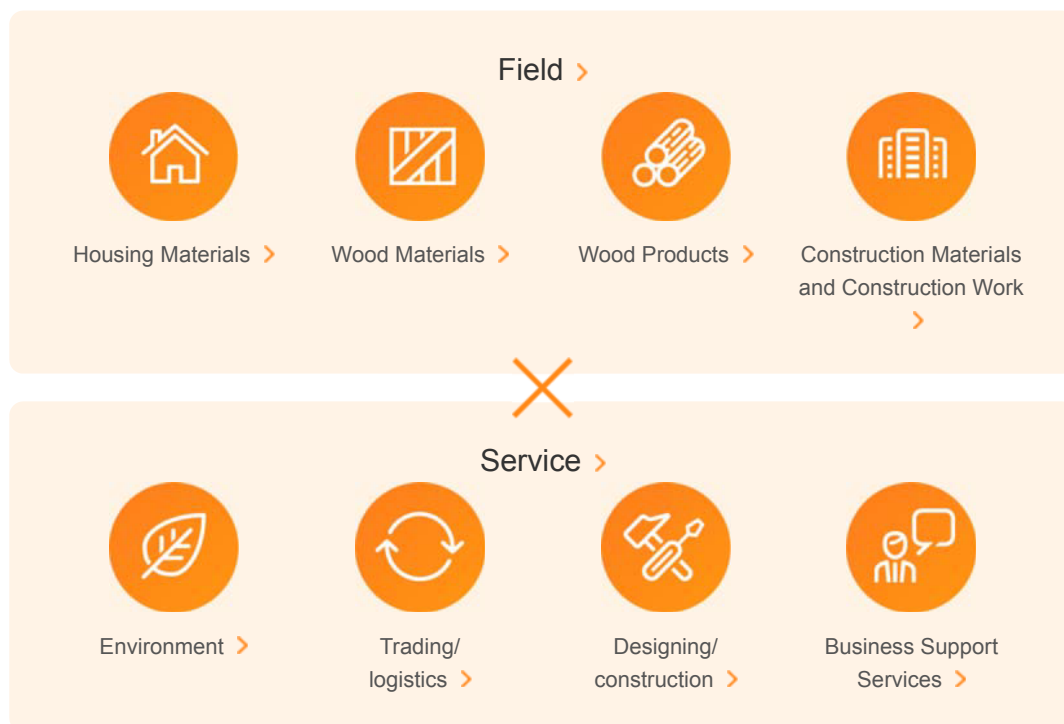 Field
Housing Materials
Wood Materials
Wood Products
Construction Materials
and Construction Work
Service
Environment
Trading/
logistics
Designing/
construction
Business Support
Services